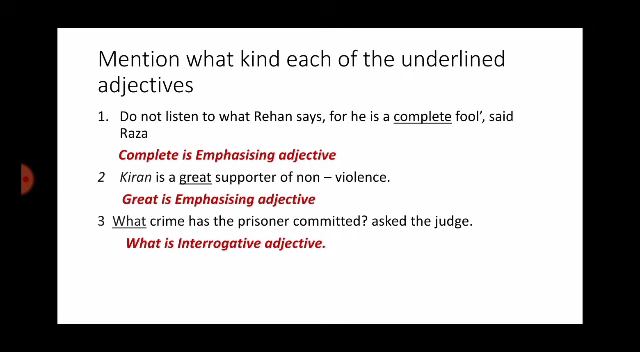 Mention what kind each of the underlined
adjectives
1. Do not listen to what Rehan says, for he is a complete fool’, said
Raza
Complete is Emphasising adjective
2 Kiran is a great supporter of non – violence.
Great is Emphasising adjective
3 What crime has the prisoner committed? asked the judge.
What is Interrogative adjective.